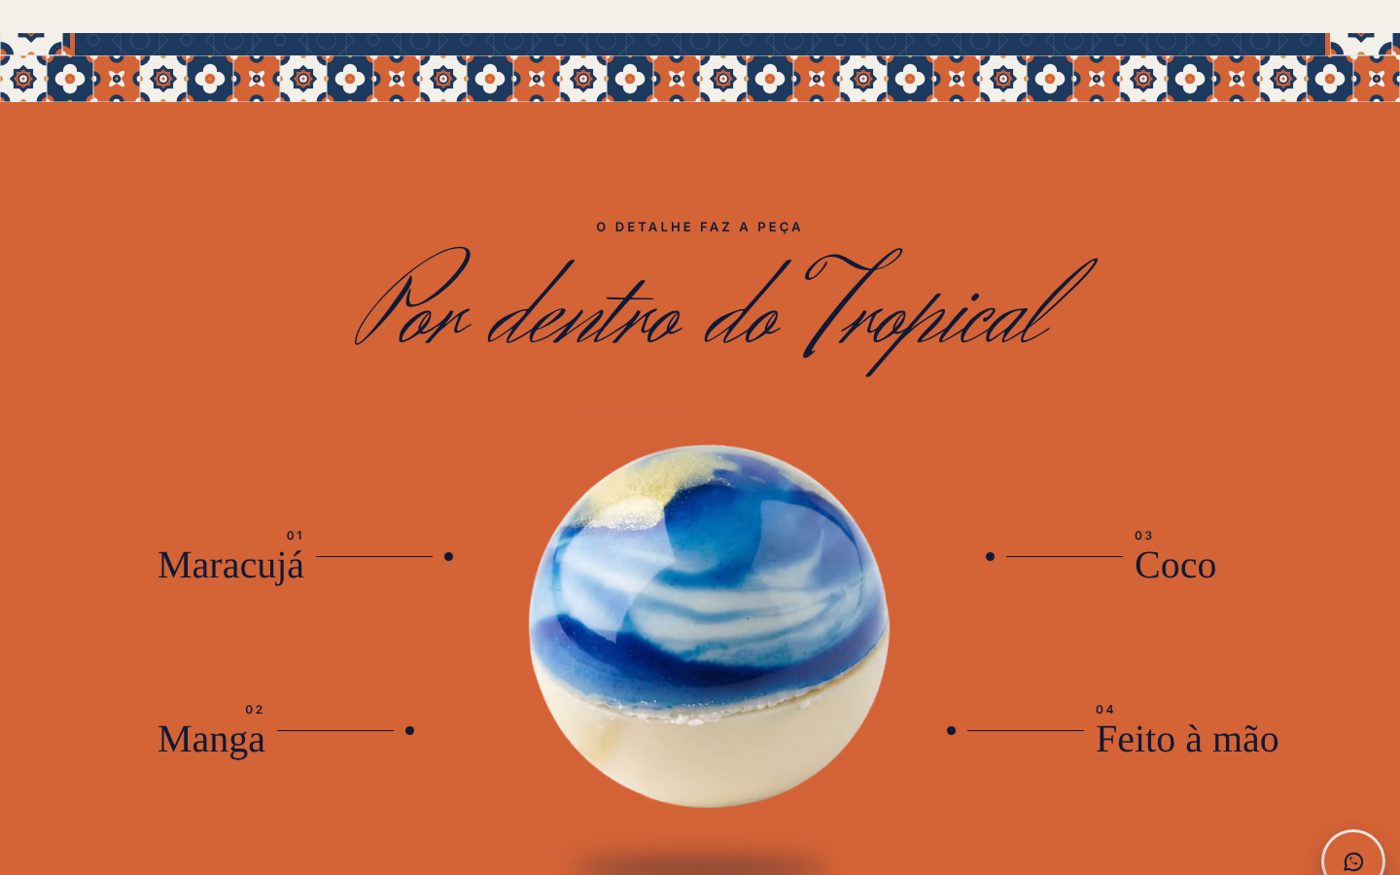 O DETALHE FAZ A PEÇA
Por dentro do Tropical
01
Maracujá
02
Manga
03
Coco
04
Feito à mão